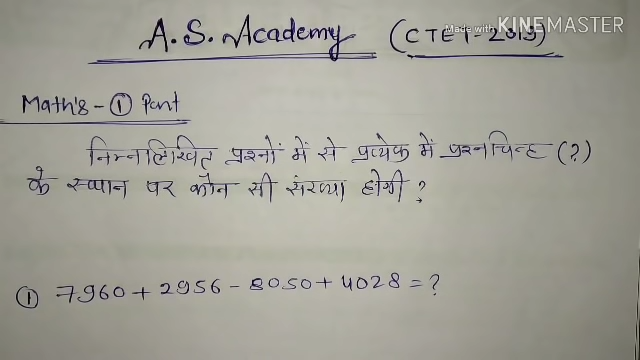 A. S. Academy (CTET-2019)
Made with KINEMASTER
Math's - ① Part
निम्नलिखित प्रश्नों में से प्रत्येक में प्रश्नचिन्ह (?)
के स्थान पर कौन सी संख्या होगी ?
① 7960 + 2956 - 8050 + 4028 = ?